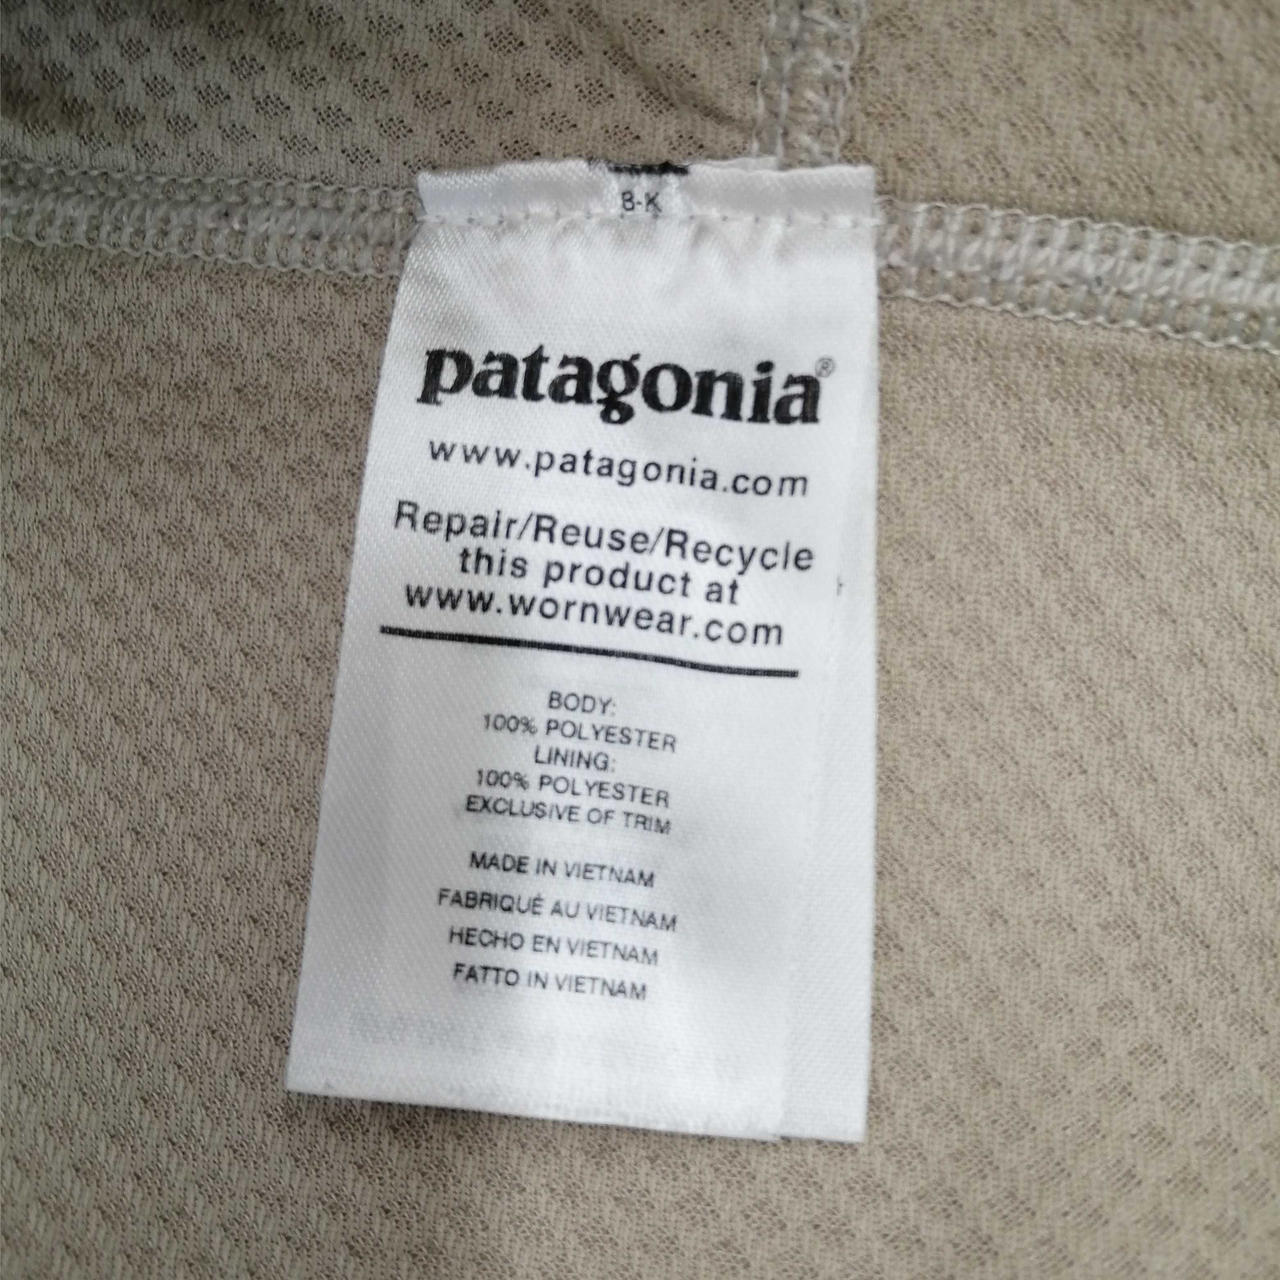 8-K
patagonia®
www.patagonia.com
Repair/Reuse/Recycle
this product at
www.wornwear.com
BODY:
100% POLYESTER
LINING:
100% POLYESTER
EXCLUSIVE OF TRIM
MADE IN VIETNAM
FABRIQUÉ AU VIETNAM
HECHO EN VIETNAM
FATTO IN VIETNAM